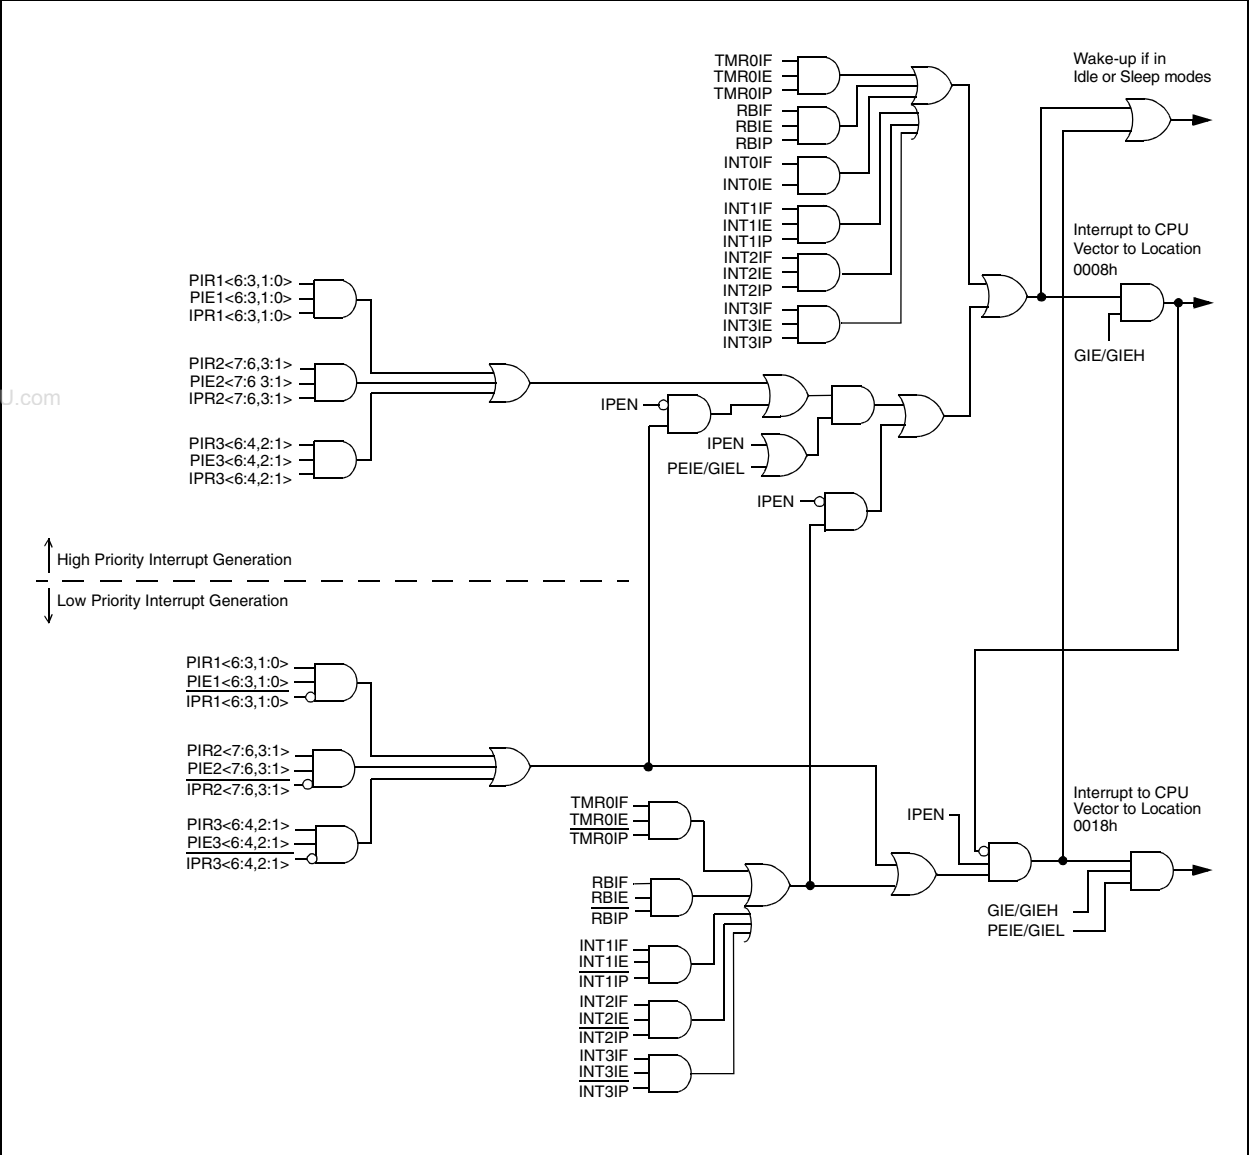 TMR0IF
TMR0IE
TMR0IP
RBIF
RBIE
RBIP
INT0IF
INT0IE
INT1IF
INT1IE
INT1IP
INT2IF
INT2IE
INT2IP
INT3IF
INT3IE
INT3IP
Wake-up if in
Idle or Sleep modes
Interrupt to CPU
Vector to Location
0008h
GIE/GIEH
PIR1<6:3,1:0>
PIE1<6:3,1:0>
IPR1<6:3,1:0>
PIR2<7:6,3:1>
PIE2<7:6 3:1>
IPR2<7:6,3:1>
PIR3<6:4,2:1>
PIE3<6:4,2:1>
IPR3<6:4,2:1>
U.com
IPEN
IPEN
PEIE/GIEL
IPEN
High Priority Interrupt Generation
Low Priority Interrupt Generation
PIR1<6:3,1:0>
PIE1<6:3,1:0>
IPR1<6:3,1:0>
PIR2<7:6,3:1>
PIE2<7:6,3:1>
IPR2<7:6,3:1>
PIR3<6:4,2:1>
PIE3<6:4,2:1>
IPR3<6:4,2:1>
TMR0IF
TMR0IE
TMR0IP
RBIF
RBIE
RBIP
INT1IF
INT1IE
INT1IP
INT2IF
INT2IE
INT2IP
INT3IF
INT3IE
INT3IP
IPEN
Interrupt to CPU
Vector to Location
0018h
GIE/GIEH
PEIE/GIEL